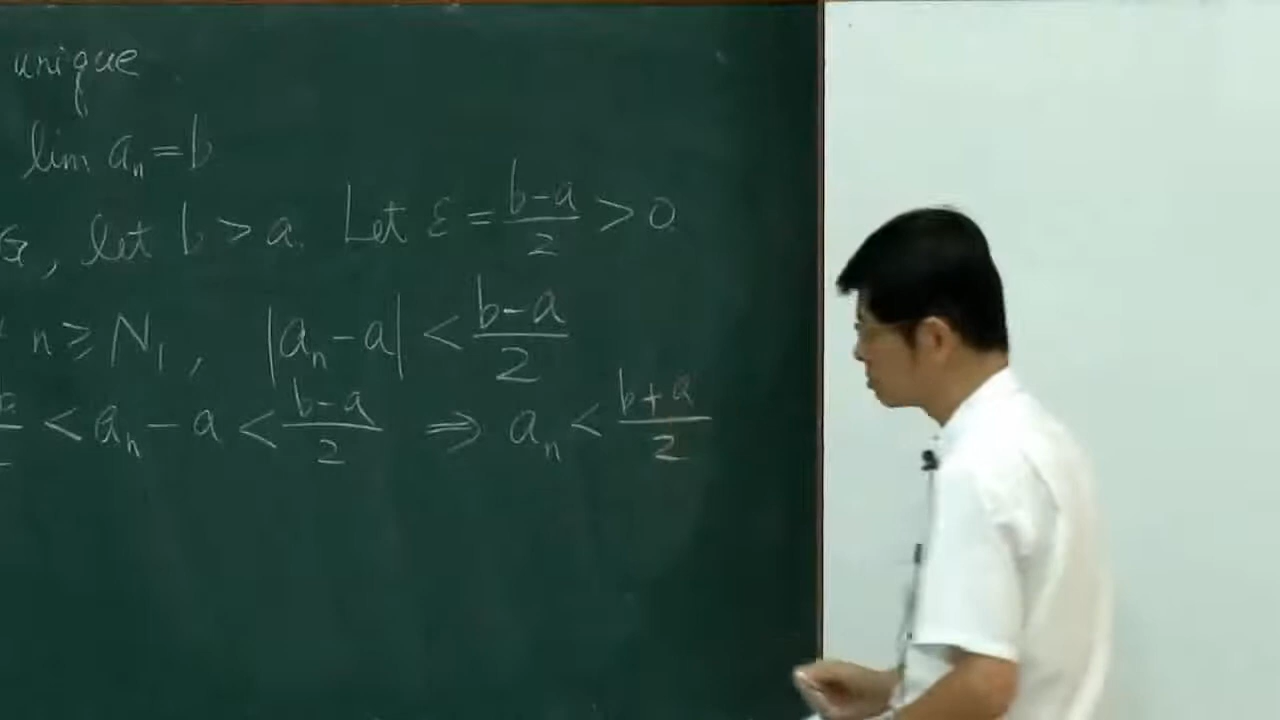 unique
lim aₙ = b
G, let b > a. Let ε = (b-a)/2 > 0.
n ≥ N₁, |aₙ - a| < (b-a)/2
< aₙ - a < (b-a)/2 ⇒ aₙ < (b+a)/2